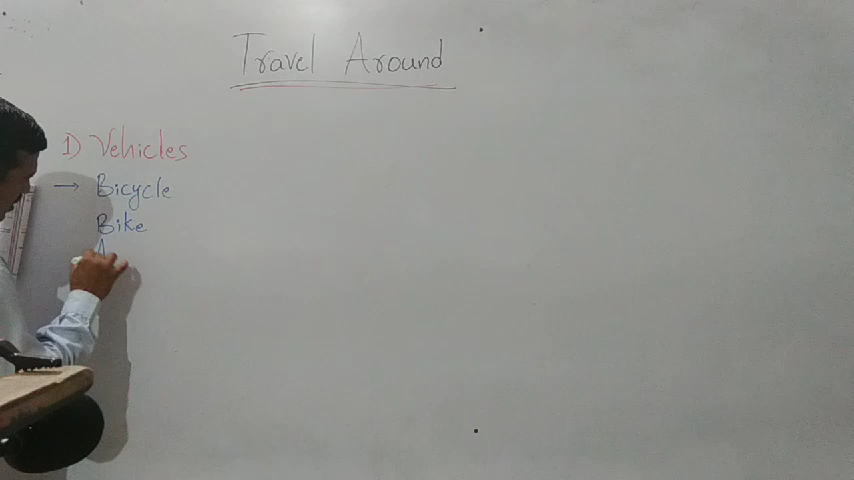 Travel Around
1) Vehicles
→ Bicycle
Bike
A